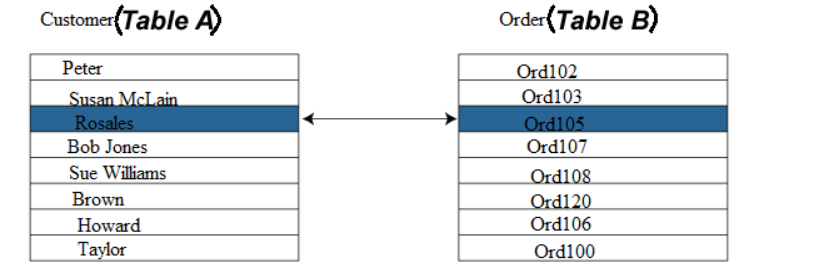 Customer(Table A)
Peter
Susan McLain
Rosales
Bob Jones
Sue Williams
Brown
Howard
Taylor
Order(Table B)
Ord102
Ord103
Ord105
Ord107
Ord108
Ord120
Ord106
Ord100